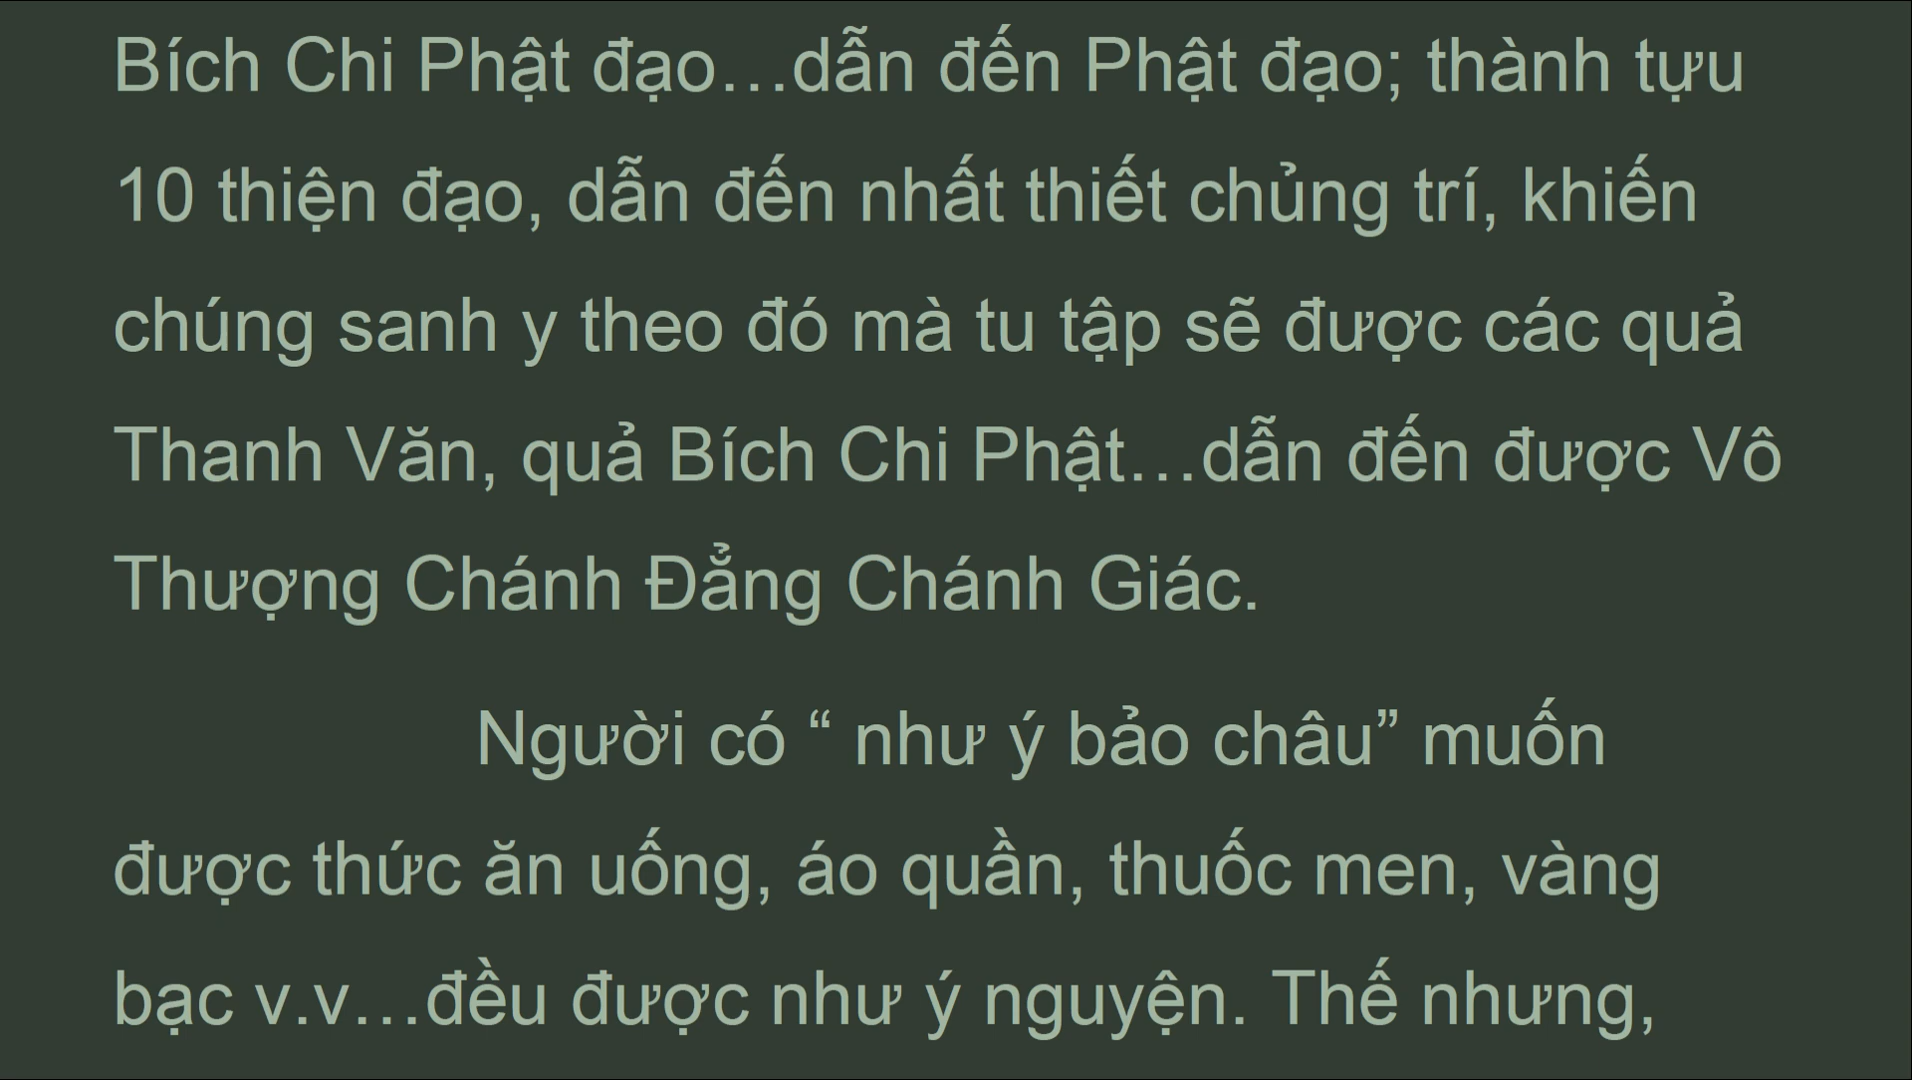 Bích Chi Phật đạo…dẫn đến Phật đạo; thành tựu
10 thiện đạo, dẫn đến nhất thiết chủng trí, khiến
chúng sanh y theo đó mà tu tập sẽ được các quả
Thanh Văn, quả Bích Chi Phật…dẫn đến được Vô
Thượng Chánh Đẳng Chánh Giác.
Người có “ như ý bảo châu” muốn
được thức ăn uống, áo quần, thuốc men, vàng
bạc v.v…đều được như ý nguyện. Thế nhưng,